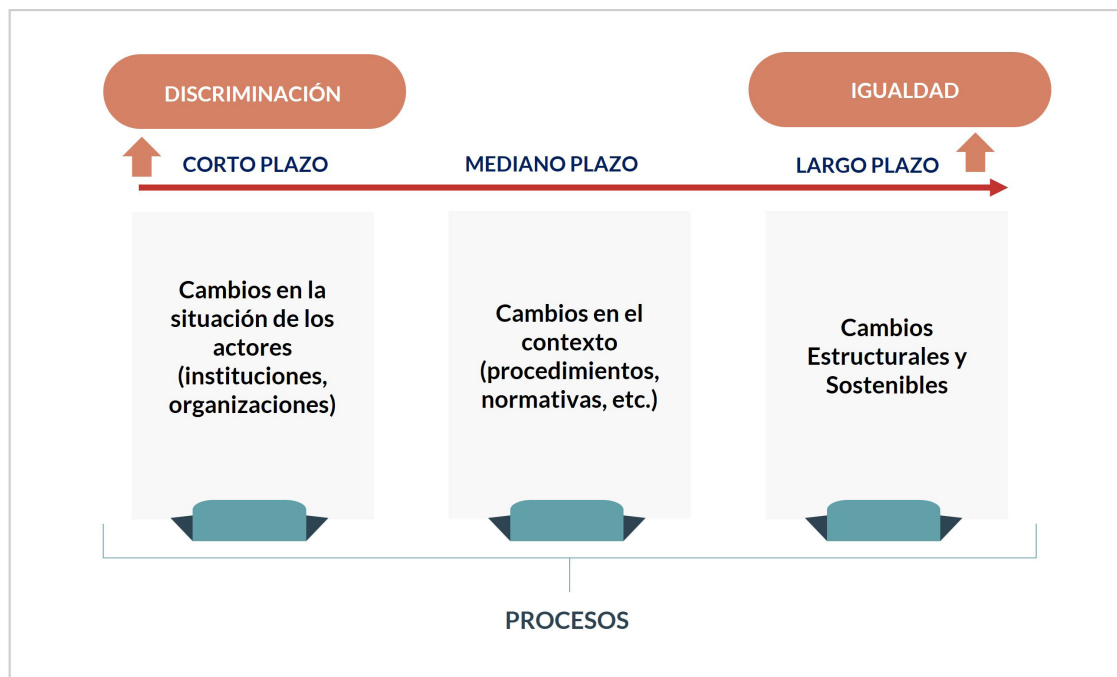 DISCRIMINACIÓN
IGUALDAD
CORTO PLAZO
MEDIANO PLAZO
LARGO PLAZO
Cambios en la
situación de los
actores
(instituciones,
organizaciones)
Cambios en el
contexto
(procedimientos,
normativas, etc.)
Cambios
Estructurales y
Sostenibles
PROCESOS